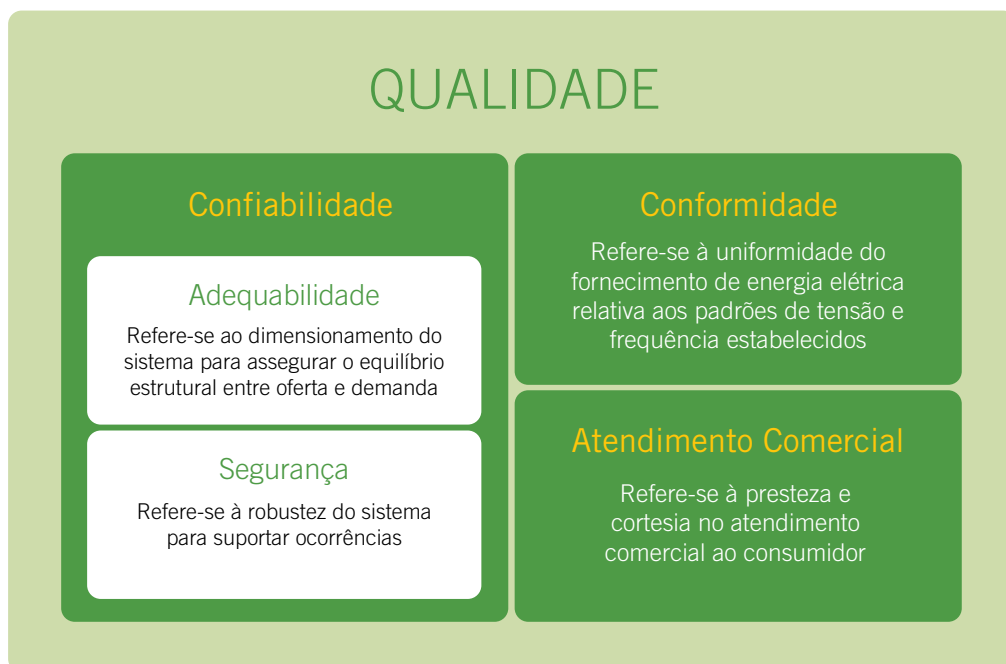 QUALIDADE
Confiabilidade
Adequabilidade
Refere-se ao dimensionamento do
sistema para assegurar o equilíbrio
estrutural entre oferta e demanda
Segurança
Refere-se à robustez do sistema
para suportar ocorrências
Conformidade
Refere-se à uniformidade do
fornecimento de energia elétrica
relativa aos padrões de tensão e
frequência estabelecidos
Atendimento Comercial
Refere-se à presteza e
cortesia no atendimento
comercial ao consumidor